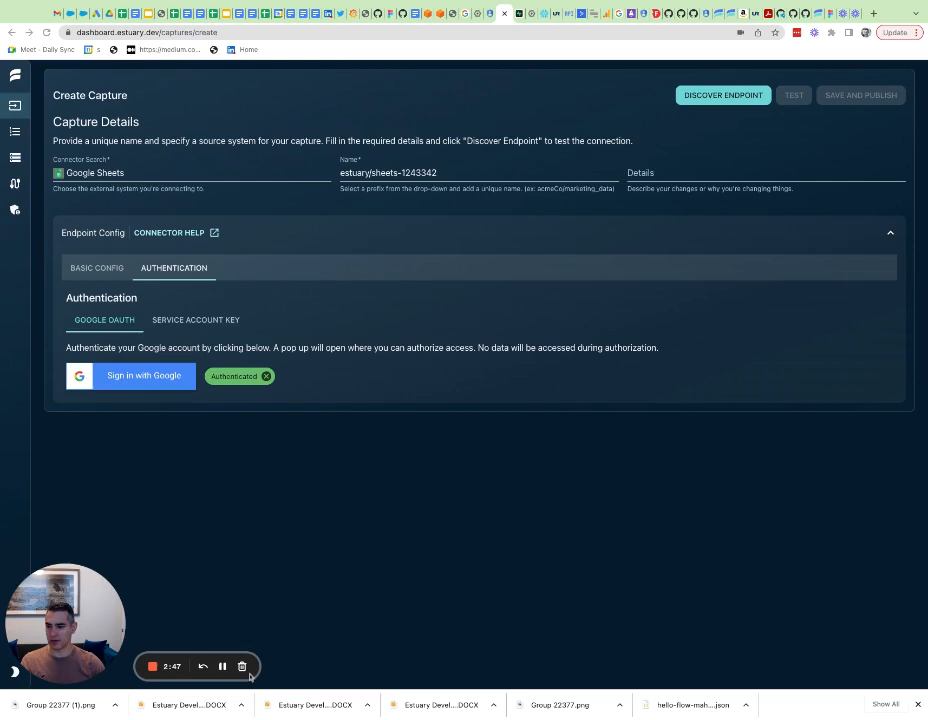 dashboard.estuary.dev/captures/create
Update
Meet - Daily Sync
s
https://medium.co...
Home
Create Capture
DISCOVER ENDPOINT
TEST
SAVE AND PUBLISH
Capture Details
Provide a unique name and specify a source system for your capture. Fill in the required details and click "Discover Endpoint" to test the connection.
Connector Search*
Name*
Google Sheets
estuary/sheets-1243342
Details
Choose the external system you're connecting to.
Select a prefix from the drop-down and add a unique name. (ex: acmeCo/marketing_data)
Describe your changes or why you're changing things.
Endpoint Config
CONNECTOR HELP
BASIC CONFIG
AUTHENTICATION
Authentication
GOOGLE OAUTH
SERVICE ACCOUNT KEY
Authenticate your Google account by clicking below. A pop up will open where you can authorize access. No data will be accessed during authorization.
G
Sign in with Google
Authenticated
2:47
Group 22377 (1).png
Estuary Devel....DOCX
Estuary Devel....DOCX
Estuary Devel....DOCX
Group 22377.png
hello-flow-mah....json
Show All